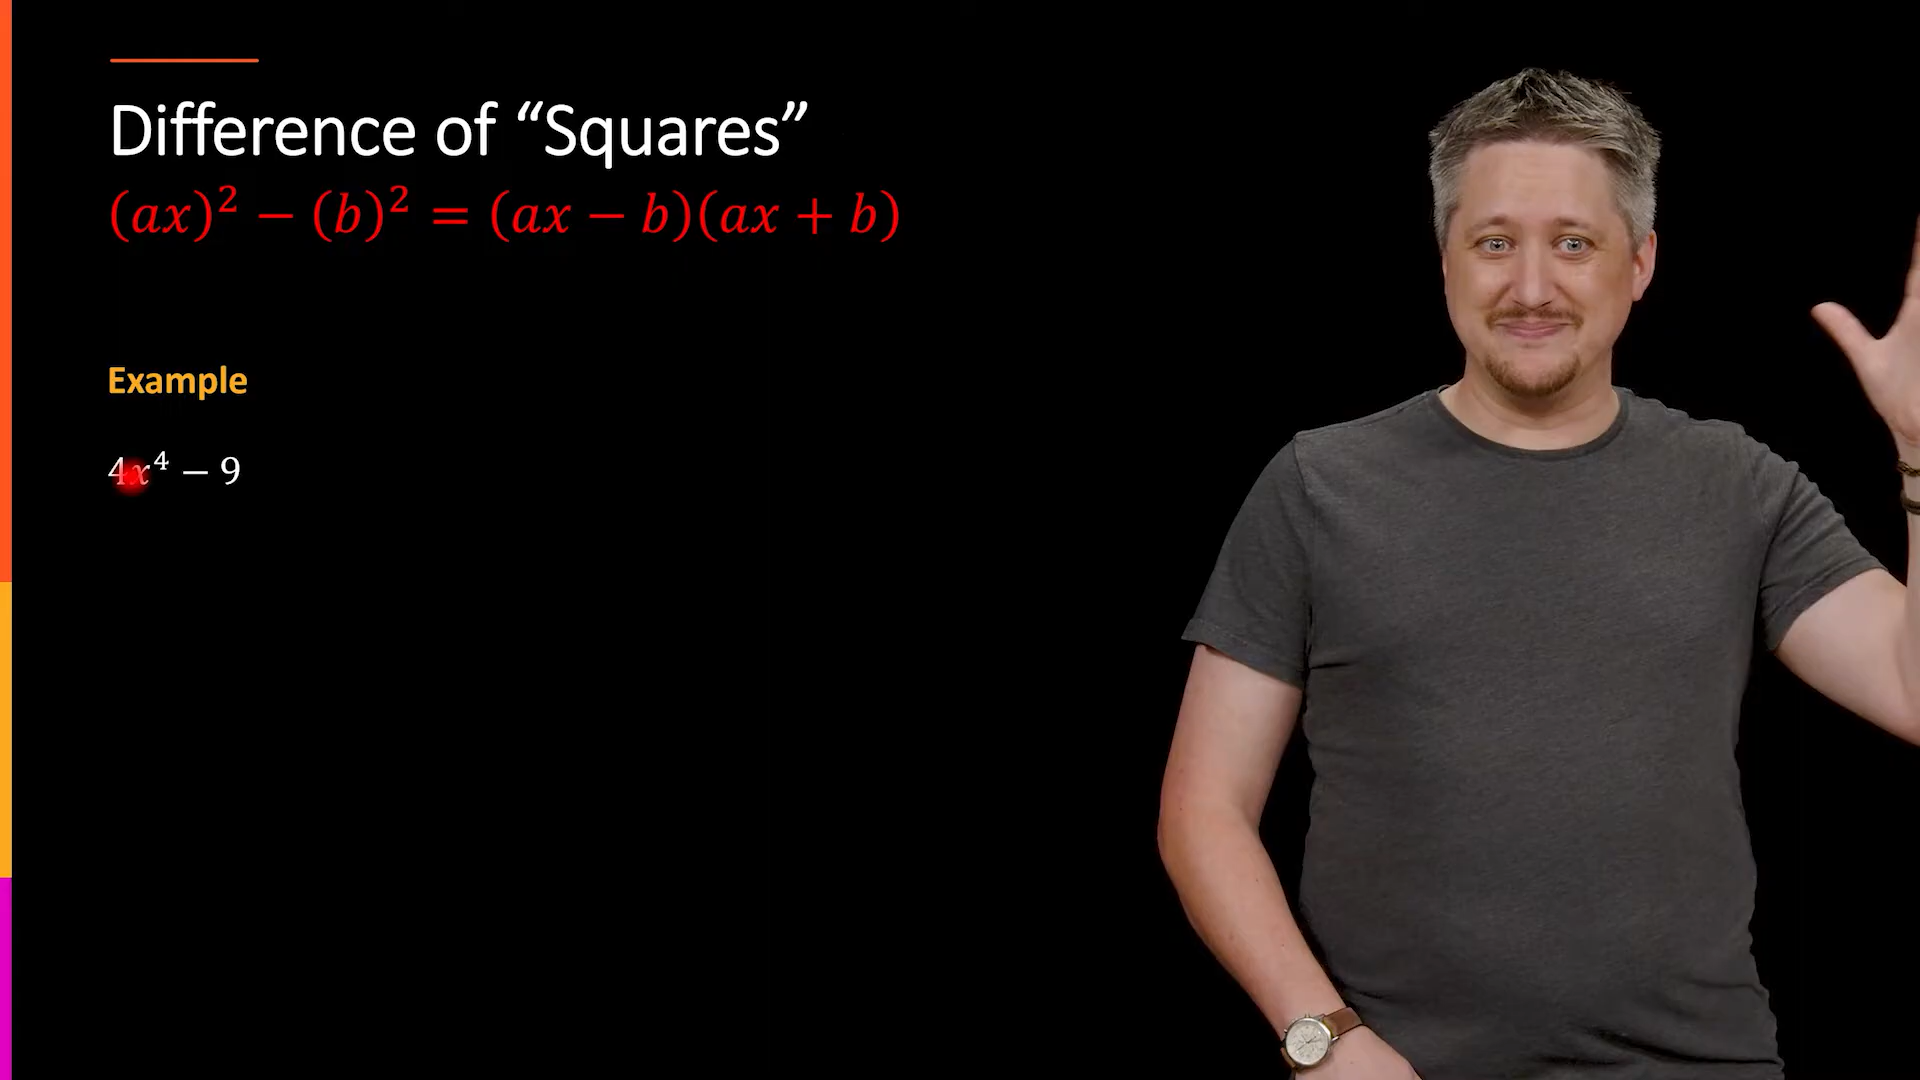 Difference of “Squares”
(ax)² − (b)² = (ax − b)(ax + b)
Example
4x⁴ − 9